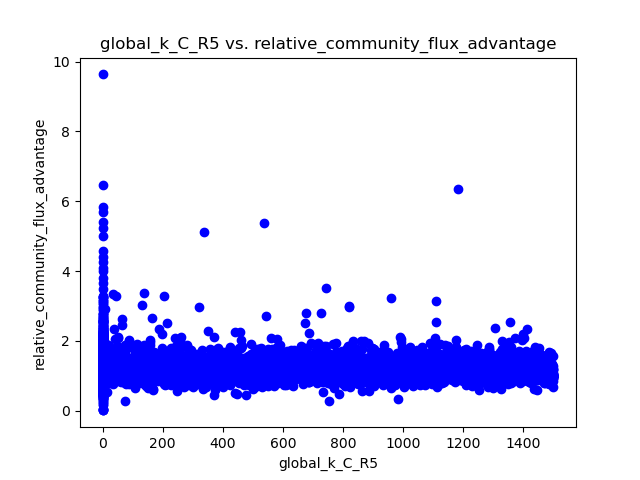 global_k_C_R5 vs. relative_community_flux_advantage
relative_community_flux_advantage
10
8
6
4
2
0
0 200 400 600 800 1000 1200 1400
global_k_C_R5